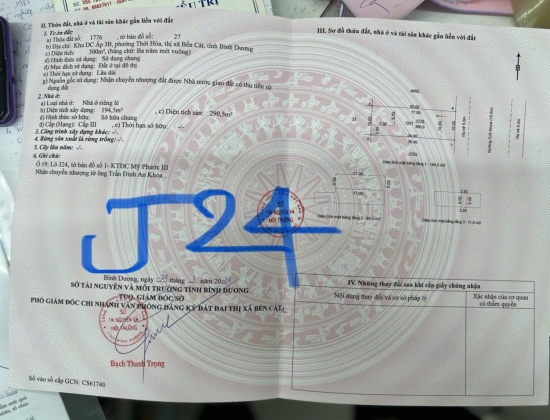 II. Thửa đất, nhà ở và tài sản khác gắn liền với đất
1. Thửa đất:
a) Thửa đất số: 1776 , tờ bản đồ số: 27
b) Địa chỉ: Khu DC Ấp 3B, phường Thới Hòa, thị xã Bến Cát, tỉnh Bình Dương
c) Diện tích: 300m², (bằng chữ: Ba trăm mét vuông)
d) Hình thức sử dụng: Sử dụng chung
đ) Mục đích sử dụng: Đất ở tại đô thị
e) Thời hạn sử dụng: Lâu dài
g) Nguồn gốc sử dụng: Nhận chuyển nhượng đất được Nhà nước giao đất có thu tiền sử dụng đất
2. Nhà ở:
a) Loại nhà ở: Nhà ở riêng lẻ
b) Diện tích xây dựng: 194,5m² , c) Diện tích sàn: 290,5m²
d) Hình thức sở hữu: Sở hữu chung
đ) Cấp (Hạng): Cấp III , e) Thời hạn sở hữu: -/-
3. Công trình xây dựng khác: -/-
4. Rừng sản xuất là rừng trồng: -/-
5. Cây lâu năm: -/-
6. Ghi chú:
Ô 19; Lô J24, tờ bản đồ số 1- KTDC Mỹ Phước III
Nhận chuyển nhượng từ ông Trần Đình An Khoa
J24
Bình Dương, ngày
SỞ TÀI NGUYÊN VÀ MÔI TRƯỜNG TỈNH BÌNH DƯƠNG
TUQ. GIÁM ĐỐC SỞ
PHÓ GIÁM ĐỐC CHI NHÁNH VĂN PHÒNG ĐĂNG KÝ ĐẤT ĐAI THỊ XÃ BẾN CÁT
SỞ
TÀI NGUYÊN VÀ
MÔI TRƯỜNG
Bạch Thanh Trọng
Số vào sổ cấp GCN: CS61740
III. Sơ đồ thửa đất, nhà ở và tài sản khác gắn liền với đất
IV. Những thay đổi sau khi cấp giấy chứng nhận
Nội dung thay đổi và cơ sở pháp lý
Xác nhận của cơ quan
có thẩm quyền